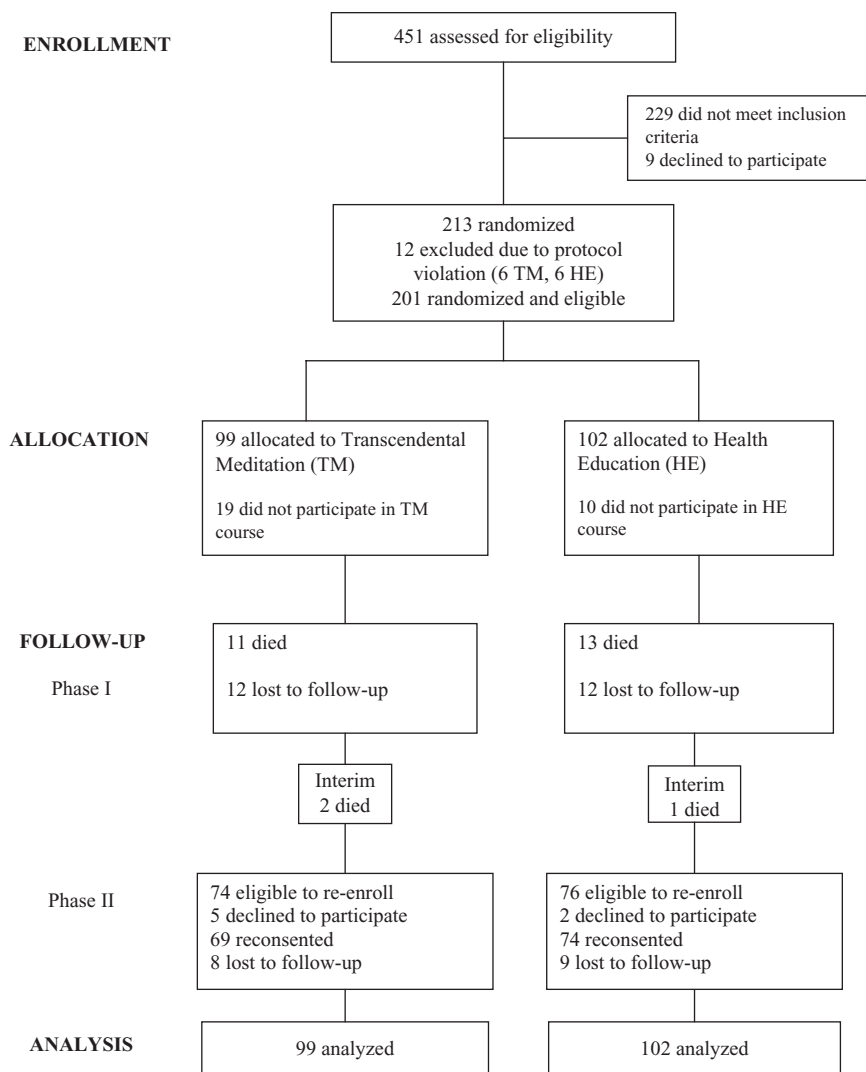 ENROLLMENT
451 assessed for eligibility
229 did not meet inclusion
criteria
9 declined to participate
213 randomized
12 excluded due to protocol
violation (6 TM, 6 HE)
201 randomized and eligible
ALLOCATION
99 allocated to Transcendental
Meditation (TM)
19 did not participate in TM
course
102 allocated to Health
Education (HE)
10 did not participate in HE
course
FOLLOW-UP
Phase I
11 died
12 lost to follow-up
13 died
12 lost to follow-up
Interim
2 died
Interim
1 died
Phase II
74 eligible to re-enroll
5 declined to participate
69 reconsented
8 lost to follow-up
76 eligible to re-enroll
2 declined to participate
74 reconsented
9 lost to follow-up
ANALYSIS
99 analyzed
102 analyzed